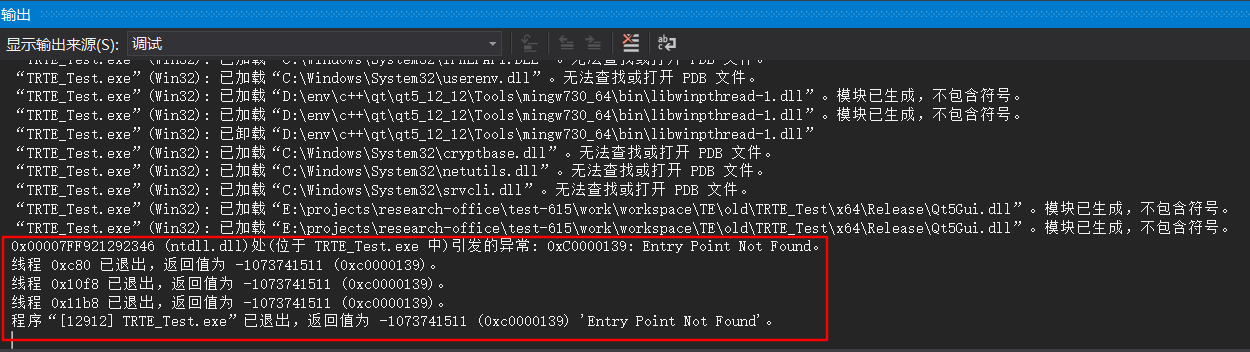 输出
显示输出来源(S): 调试
“TRTE_Test.exe”(Win32): 已加载“C:\Windows\System32\IPHLPAPI.DLL”。无法查找或打开 PDB 文件。
“TRTE_Test.exe”(Win32): 已加载“C:\Windows\System32\userenv.dll”。无法查找或打开 PDB 文件。
“TRTE_Test.exe”(Win32): 已加载“D:\env\c++\qt\qt5_12_12\Tools\mingw730_64\bin\libwinpthread-1.dll”。模块已生成，不包含符号。
“TRTE_Test.exe”(Win32): 已加载“D:\env\c++\qt\qt5_12_12\Tools\mingw730_64\bin\libwinpthread-1.dll”。模块已生成，不包含符号。
“TRTE_Test.exe”(Win32): 已卸载“D:\env\c++\qt\qt5_12_12\Tools\mingw730_64\bin\libwinpthread-1.dll”
“TRTE_Test.exe”(Win32): 已加载“C:\Windows\System32\cryptbase.dll”。无法查找或打开 PDB 文件。
“TRTE_Test.exe”(Win32): 已加载“C:\Windows\System32\netutils.dll”。无法查找或打开 PDB 文件。
“TRTE_Test.exe”(Win32): 已加载“C:\Windows\System32\srvcli.dll”。无法查找或打开 PDB 文件。
“TRTE_Test.exe”(Win32): 已加载“E:\projects\research-office\test-615\work\workspace\TE\old\TRTE_Test\x64\Release\Qt5Gui.dll”。模块已生成，不包含符号。
“TRTE_Test.exe”(Win32): 已加载“E:\projects\research-office\test-615\work\workspace\TE\old\TRTE_Test\x64\Release\Qt5Gui.dll”。模块已生成，不包含符号。
0x00007FF921292346 (ntdll.dll)处(位于 TRTE_Test.exe 中)引发的异常: 0xC0000139: Entry Point Not Found。
线程 0xc80 已退出，返回值为 -1073741511 (0xc0000139)。
线程 0x10f8 已退出，返回值为 -1073741511 (0xc0000139)。
线程 0x11b8 已退出，返回值为 -1073741511 (0xc0000139)。
程序“[12912] TRTE_Test.exe”已退出，返回值为 -1073741511 (0xc0000139) 'Entry Point Not Found'。